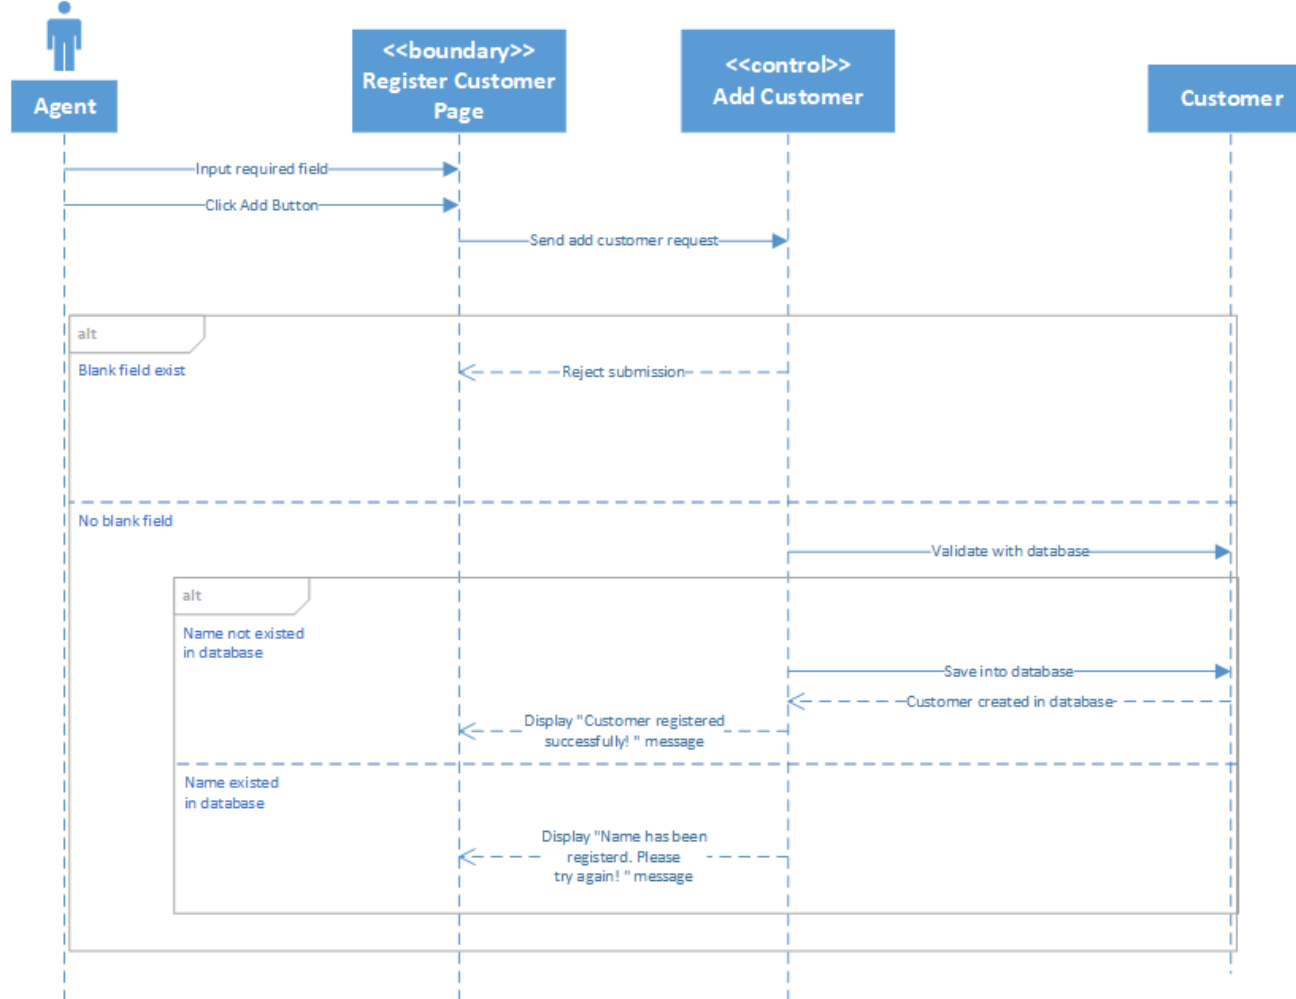 Agent
<<boundary>>
Register Customer
Page
<<control>>
Add Customer
Customer
Input required field
Click Add Button
Send add customer request
alt
Blank field exist
Reject submission
No blank field
Validate with database
alt
Name not existed
in database
Save into database
Customer created in database
Display "Customer registered
successfully! " message
Name existed
in database
Display "Name has been
registerd. Please
try again! " message